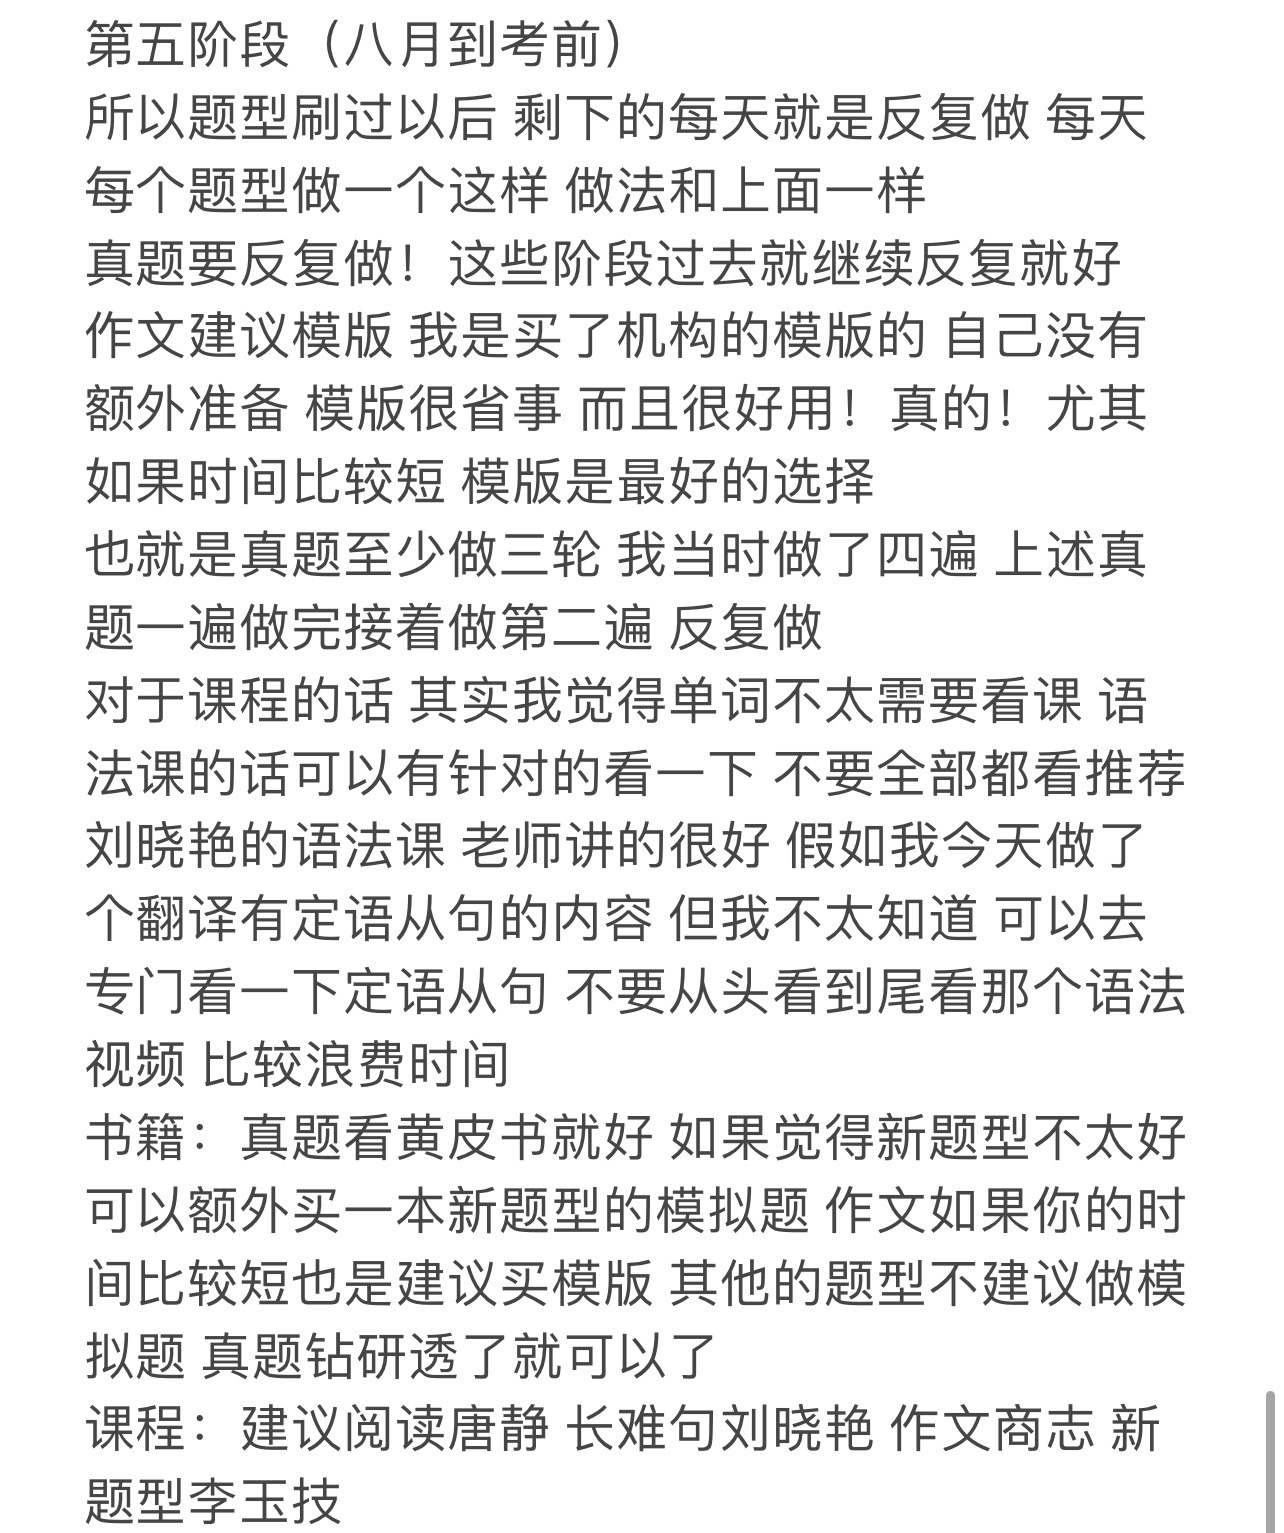 第五阶段（八月到考前）
所以题型刷过以后 剩下的每天就是反复做 每天
每个题型做一个这样 做法和上面一样
真题要反复做！这些阶段过去就继续反复就好
作文建议模版 我是买了机构的模版的 自己没有
额外准备 模版很省事 而且很好用！真的！尤其
如果时间比较短 模版是最好的选择
也就是真题至少做三轮 我当时做了四遍 上述真
题一遍做完接着做第二遍 反复做
对于课程的话 其实我觉得单词不太需要看课 语
法课的话可以有针对的看一下 不要全部都看推荐
刘晓艳的语法课 老师讲的很好 假如我今天做了
个翻译有定语从句的内容 但我不太知道 可以去
专门看一下定语从句 不要从头看到尾看那个语法
视频 比较浪费时间
书籍：真题看黄皮书就好 如果觉得新题型不太好
可以额外买一本新题型的模拟题 作文如果你的时
间比较短也是建议买模版 其他的题型不建议做模
拟题 真题钻研透了就可以了
课程：建议阅读唐静 长难句刘晓艳 作文商志 新
题型李玉技